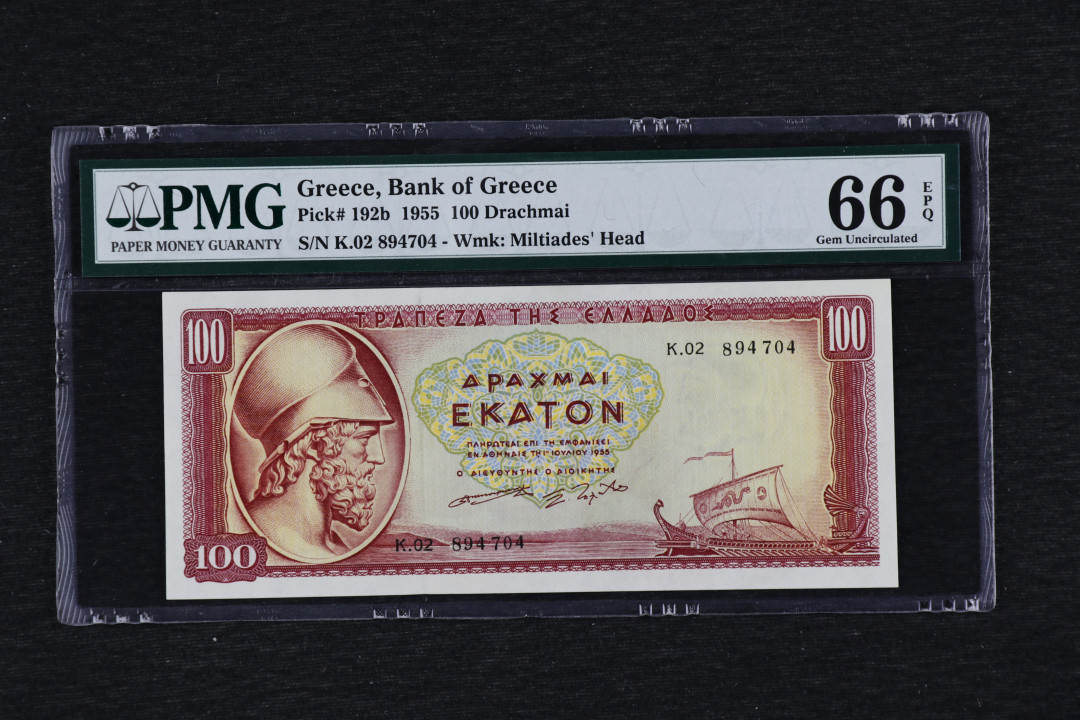 PMG
PAPER MONEY GUARANTY
Greece, Bank of Greece
Pick# 192b 1955 100 Drachmai
S/N K.02 894704 - Wmk: Miltiades' Head
66
EPQ
Gem Uncirculated
100
ΤΡΑΠΕΖΑ ΤΗΣ ΕΛΛΑΔΟΣ
100
K.02 894704
ΔΡΑΧΜΑΙ
ΕΚΑΤΟΝ
ΠΛΗΡΩΤΕΑΙ ΕΠΙ ΤΗ ΕΜΦΑΝΙΣΕΙ
ΕΝ ΑΘΗΝΑΙΣ ΤΗ 1ῃ ΙΟΥΛΙΟΥ 1955
Ο ΔΙΕΥΘΥΝΤΗΣ Ο ΔΙΟΙΚΗΤΗΣ
K.02 894704
100